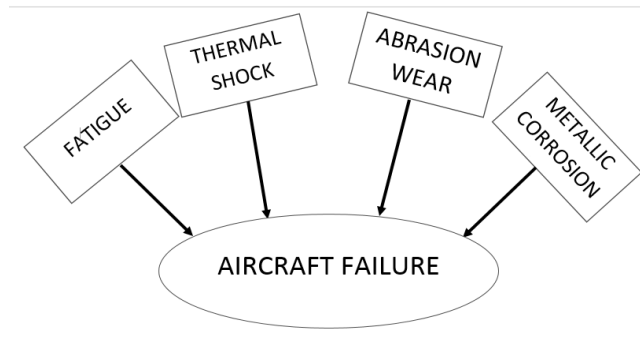 FATIGUE
THERMAL
SHOCK
ABRASION
WEAR
METALLIC
CORROSION
AIRCRAFT FAILURE